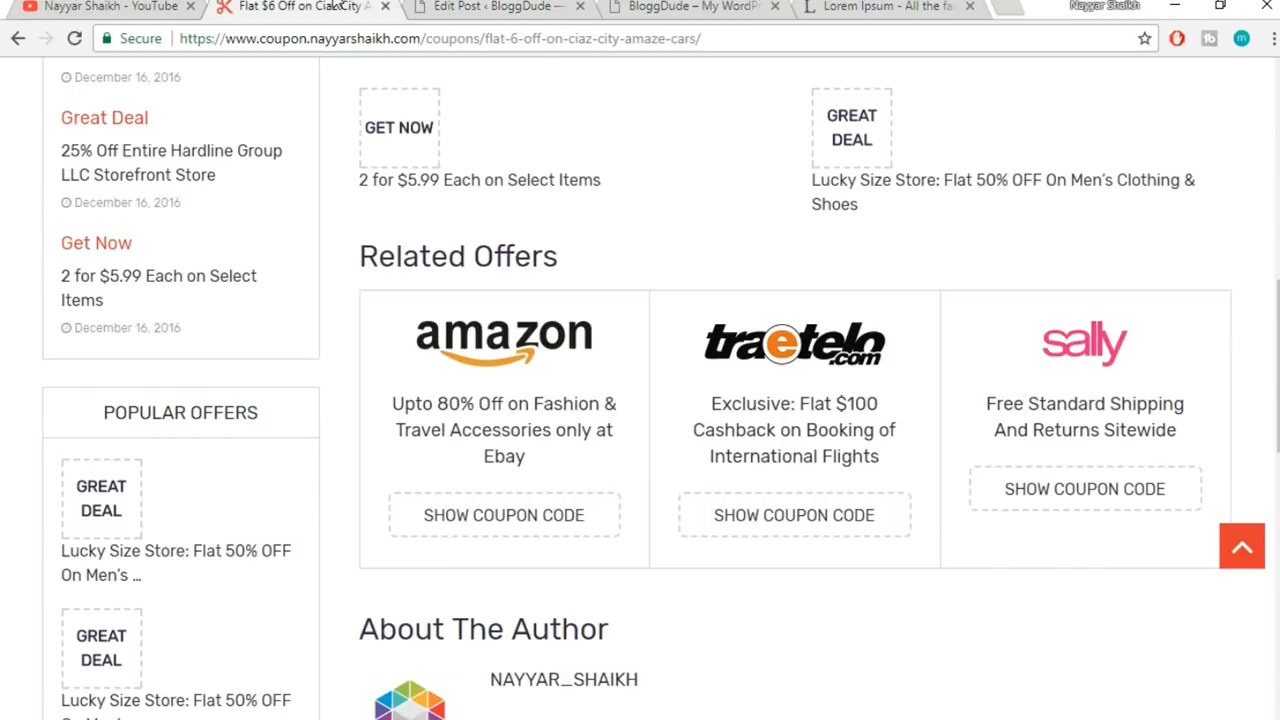 Nayyar Shaikh - YouTube
Flat $6 Off on Ciaz City A
Edit Post ‹ BloggDude —
BloggDude – My WordP
Lorem Ipsum - All the fa
Nayyar Shaikh
Secure
https://www.coupon.nayyarshaikh.com/coupons/flat-6-off-on-ciaz-city-amaze-cars/
December 16, 2016
Great Deal
25% Off Entire Hardline Group
LLC Storefront Store
December 16, 2016
Get Now
2 for $5.99 Each on Select
Items
December 16, 2016
POPULAR OFFERS
GREAT
DEAL
Lucky Size Store: Flat 50% OFF
On Men's ...
GREAT
DEAL
Lucky Size Store: Flat 50% OFF
GET NOW
2 for $5.99 Each on Select Items
GREAT
DEAL
Lucky Size Store: Flat 50% OFF On Men's Clothing &
Shoes
Related Offers
amazon
Upto 80% Off on Fashion &
Travel Accessories only at
Ebay
SHOW COUPON CODE
traetelo
.com
Exclusive: Flat $100
Cashback on Booking of
International Flights
SHOW COUPON CODE
sally
Free Standard Shipping
And Returns Sitewide
SHOW COUPON CODE
About The Author
NAYYAR_SHAIKH